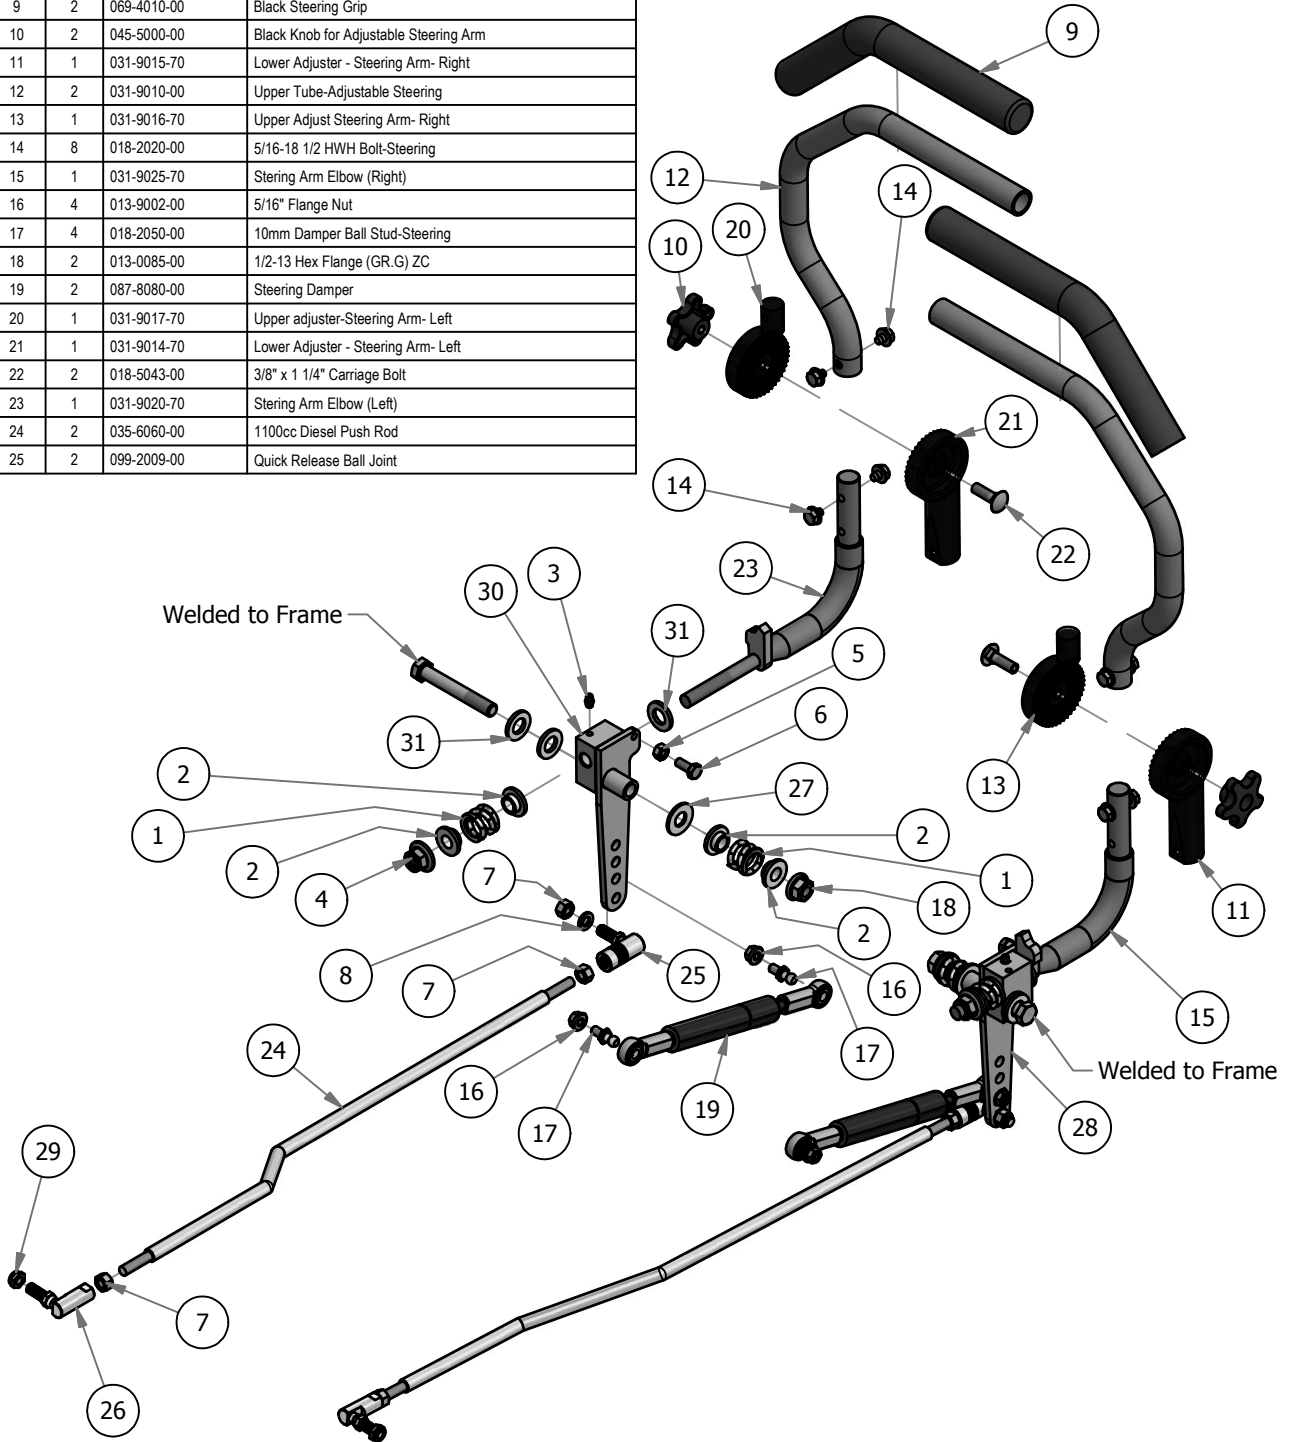 9 2 069-4010-00 Black Steering Grip
10 2 045-5000-00 Black Knob for Adjustable Steering Arm
11 1 031-9015-70 Lower Adjuster - Steering Arm- Right
12 2 031-9010-00 Upper Tube-Adjustable Steering
13 1 031-9016-70 Upper Adjust Steering Arm- Right
14 8 018-2020-00 5/16-18 1/2 HWH Bolt-Steering
15 1 031-9025-70 Stering Arm Elbow (Right)
16 4 013-9002-00 5/16" Flange Nut
17 4 018-2050-00 10mm Damper Ball Stud-Steering
18 2 013-0085-00 1/2-13 Hex Flange (GR.G) ZC
19 2 087-8080-00 Steering Damper
20 1 031-9017-70 Upper adjuster-Steering Arm- Left
21 1 031-9014-70 Lower Adjuster - Steering Arm- Left
22 2 018-5043-00 3/8" x 1 1/4" Carriage Bolt
23 1 031-9020-70 Stering Arm Elbow (Left)
24 2 035-6060-00 1100cc Diesel Push Rod
25 2 099-2009-00 Quick Release Ball Joint
9
12
14
10
20
21
14
22
3
30
23
Welded to Frame
31
5
6
31
2
27
13
1
2
2
1
4
7
18
11
2
8
7
25
16
15
24
16
17
19
17
Welded to Frame
28
29
7
26